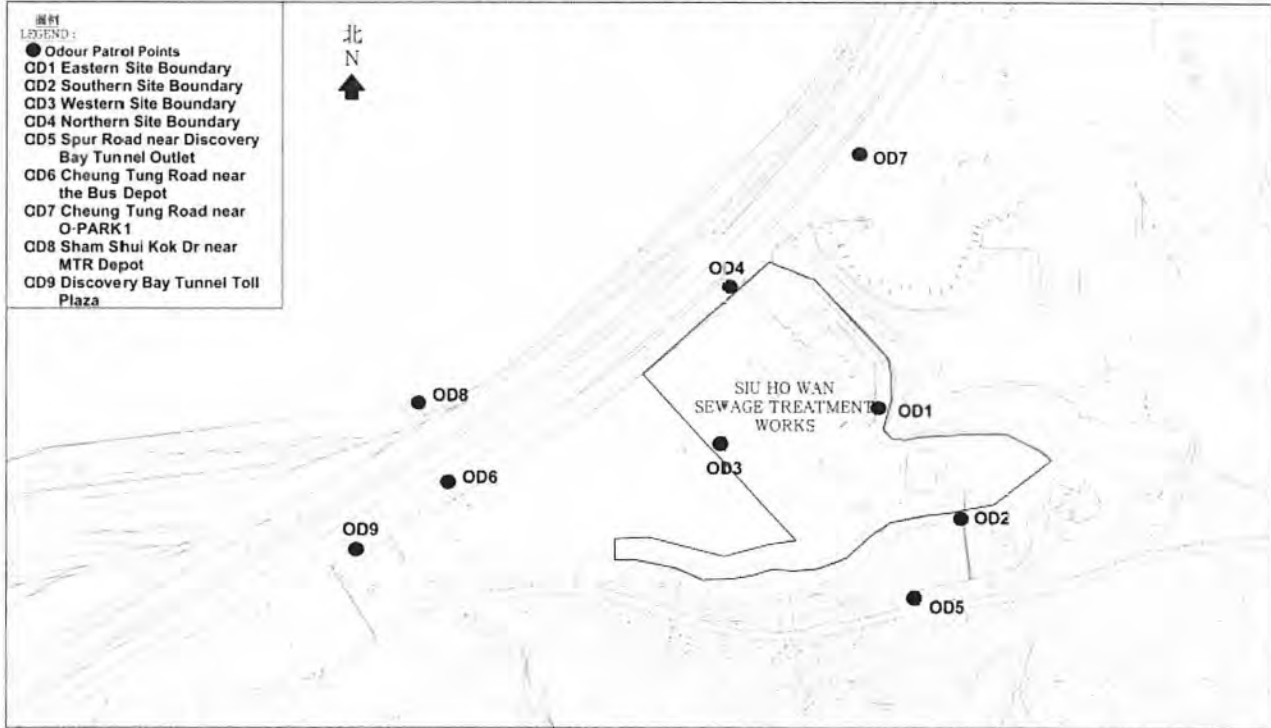 圖例
LEGEND :
Odour Patrol Points
OD1 Eastern Site Boundary
OD2 Southern Site Boundary
OD3 Western Site Boundary
OD4 Northern Site Boundary
OD5 Spur Road near Discovery
Bay Tunnel Outlet
OD6 Cheung Tung Road near
the Bus Depot
OD7 Cheung Tung Road near
O-PARK1
OD8 Sham Shui Kok Dr near
MTR Depot
OD9 Discovery Bay Tunnel Toll
Plaza
北
N
OD7
OD4
SIU HO WAN
SEWAGE TREATMENT
WORKS
OD1
OD8
OD3
OD6
OD2
OD9
OD5